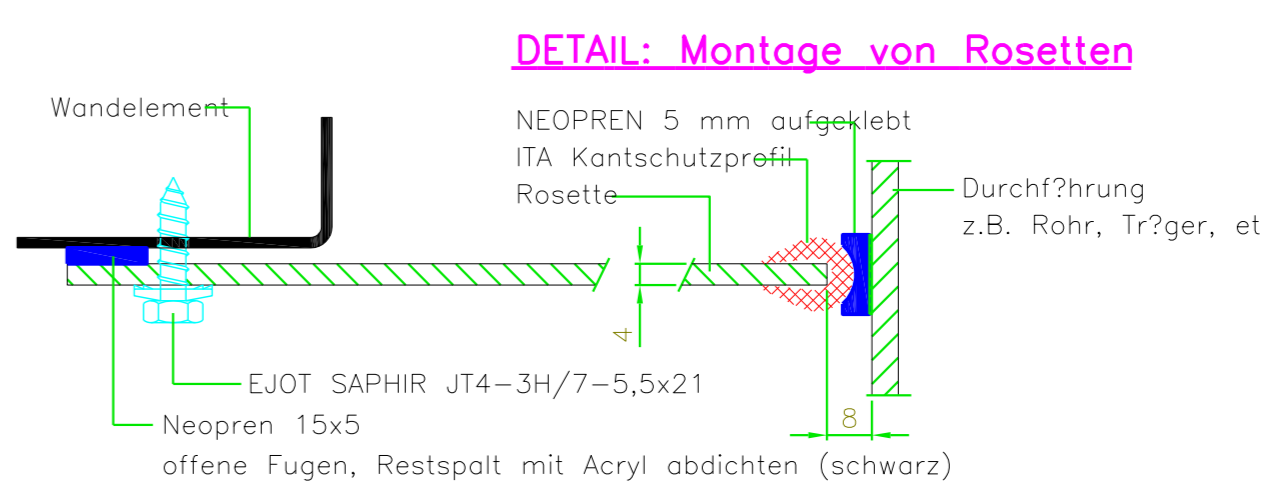 DETAIL: Montage von Rosetten
Wandelement
NEOPREN 5 mm aufgeklebt
ITA Kantschutzprofil
Rosette
Durchf?hrung
z.B. Rohr, Tr?ger, et
4
8
EJOT SAPHIR JT4-3H/7-5,5x21
Neopren 15x5
offene Fugen, Restspalt mit Acryl abdichten (schwarz)